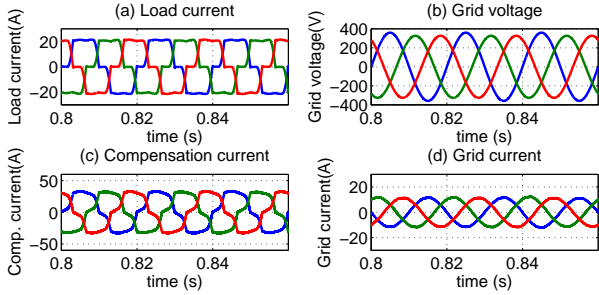 (a) Load current
Load current(A)
20
0
−20
0.8
0.82
0.84
time (s)
(b) Grid voltage
Grid voltage(V)
400
200
0
−200
−400
0.8
0.82
0.84
time (s)
(c) Compensation current
Comp. current(A)
50
0
−50
0.8
0.82
0.84
time (s)
(d) Grid current
Grid current(A)
20
0
−20
0.8
0.82
0.84
time (s)